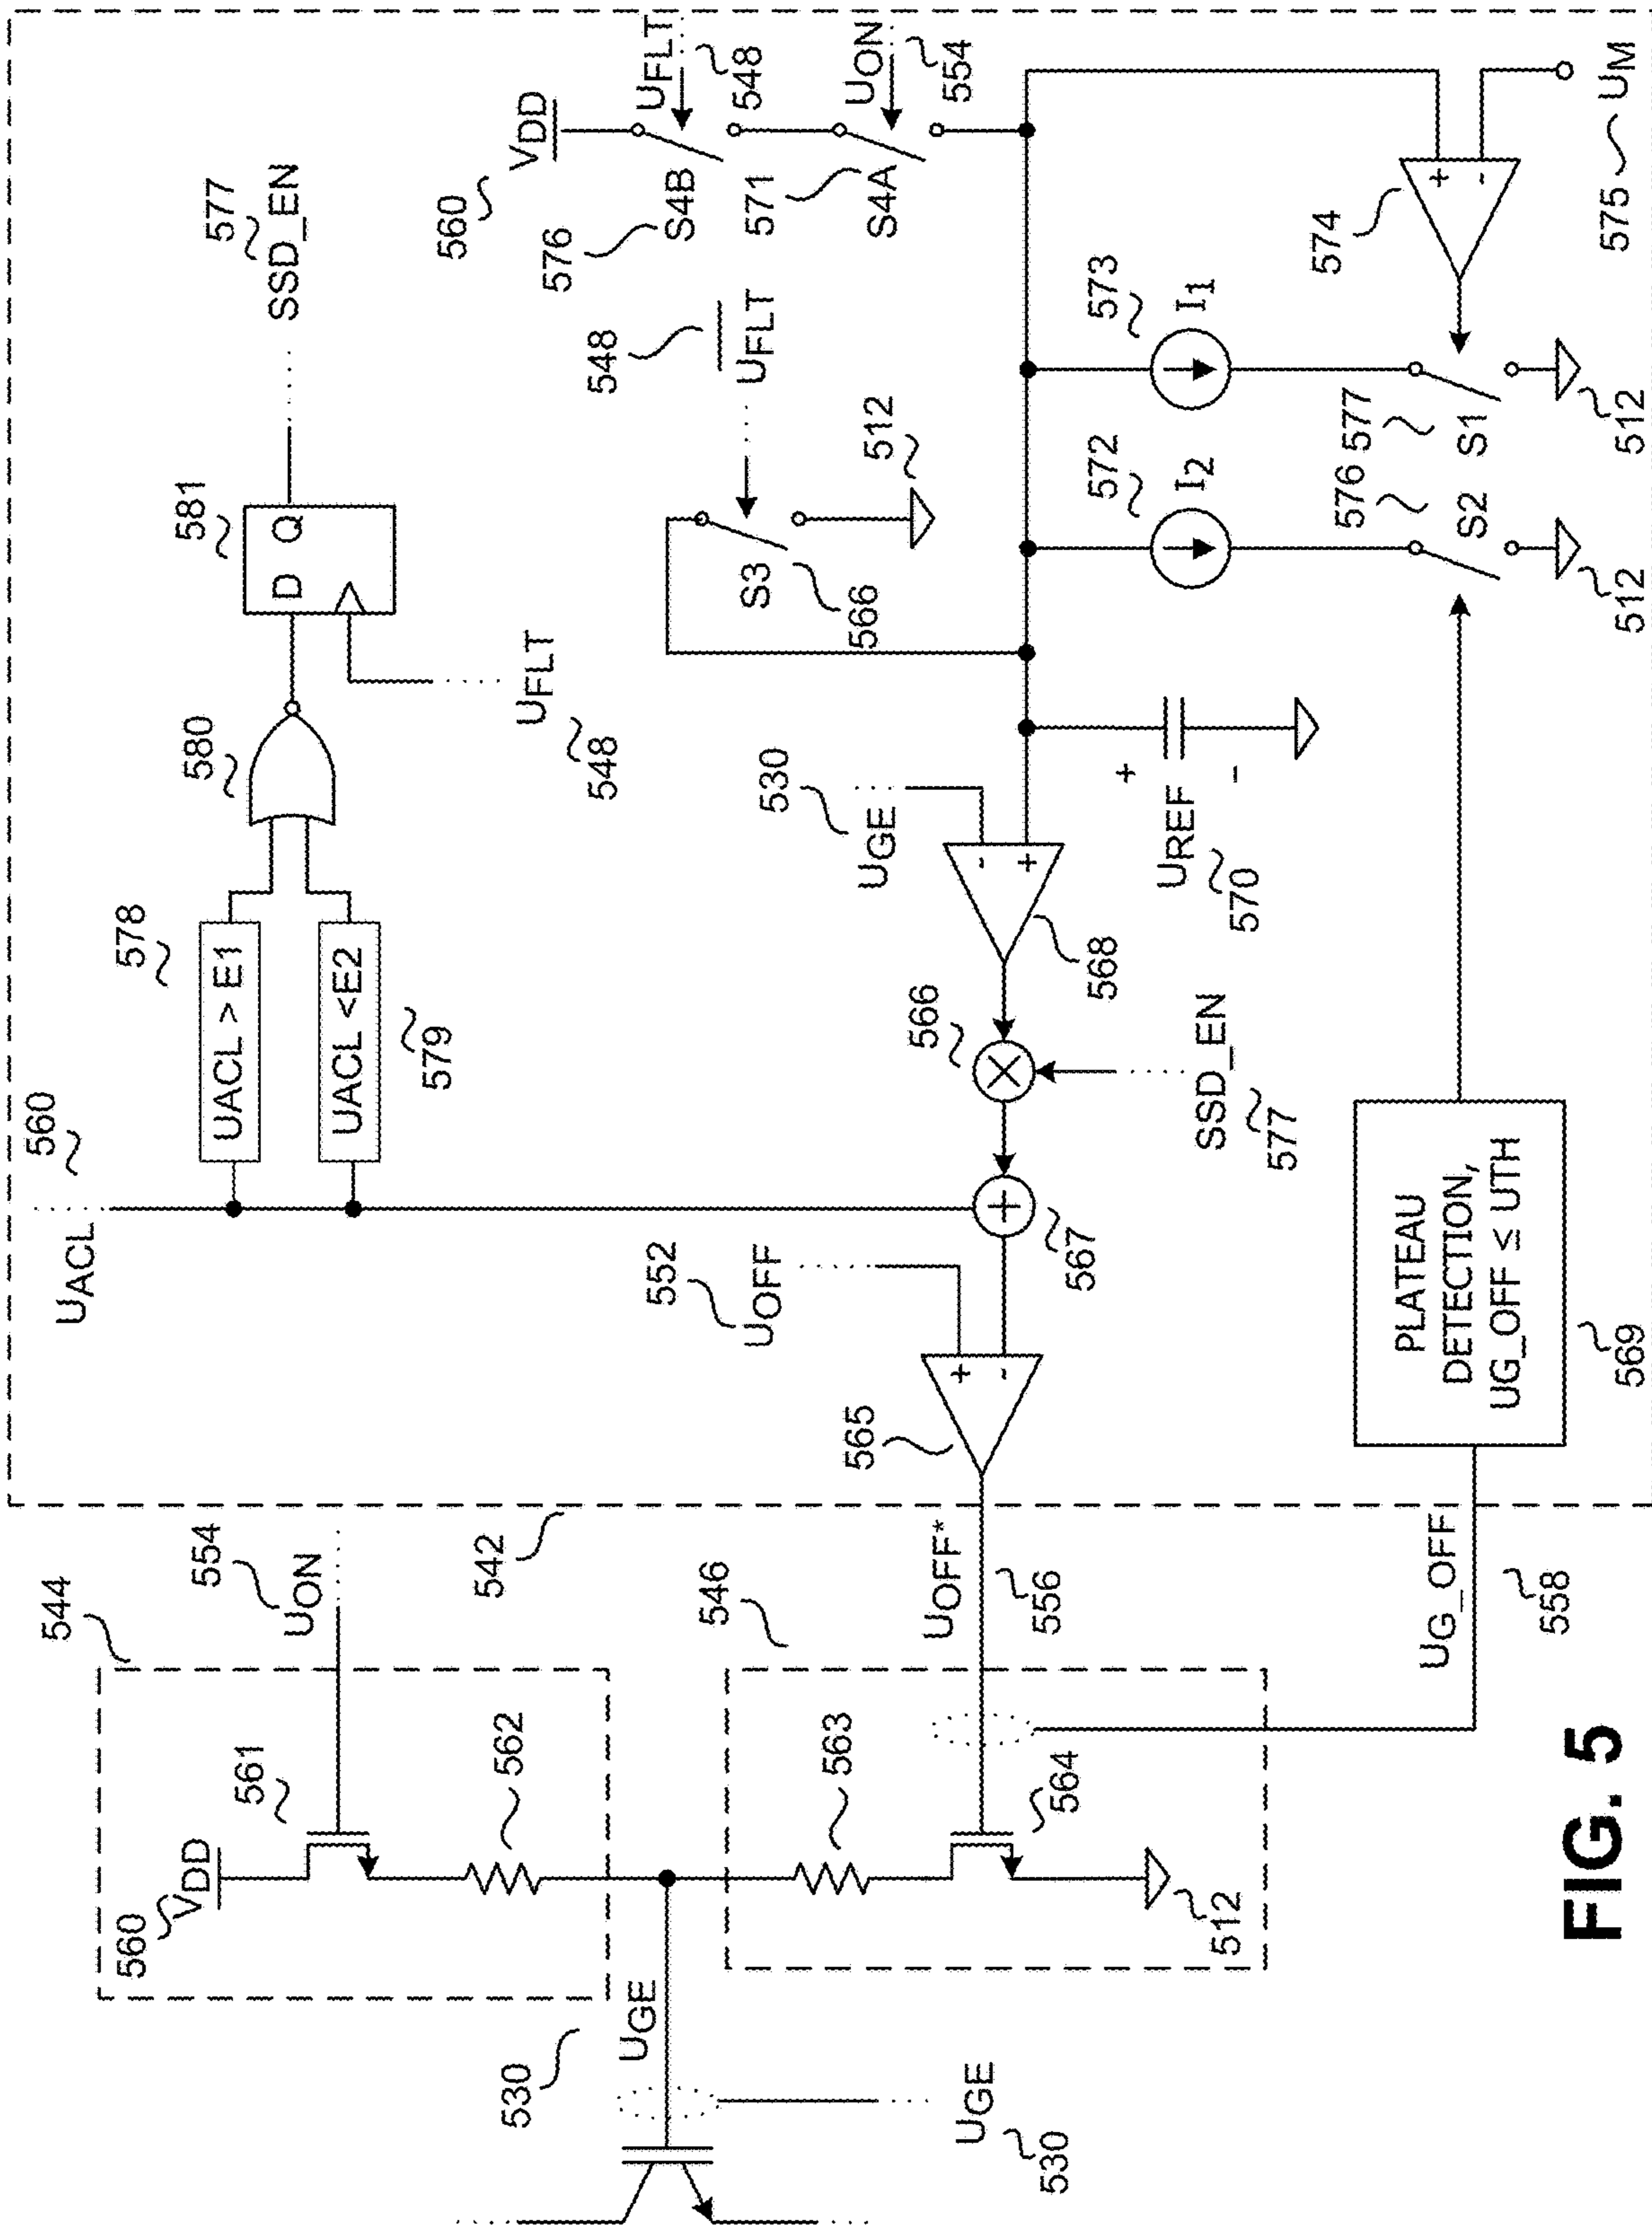 544
554
UON
560
VDD
561
562
530
UGE
UGE
530
546
563
564
512
UOFF*
556
UG_OFF
558
542
UACL
560
578
UACL > E1
UACL <E2
579
580
581
D Q
UFLT
548
577
SSD_EN
552
UOFF
565
+
-
567
+
566
×
SSD_EN
577
568
-
+
530
UGE
UREF
570
+
-
S3
566
548
UFLT
512
560
VDD
576
S4B
UFLT
548
571
S4A
UON
554
572
I2
573
I1
574
+
-
575
UM
576
S2
577
S1
512
512
PLATEAU
DETECTION,
UG_OFF ≤ UTH
569
FIG. 5